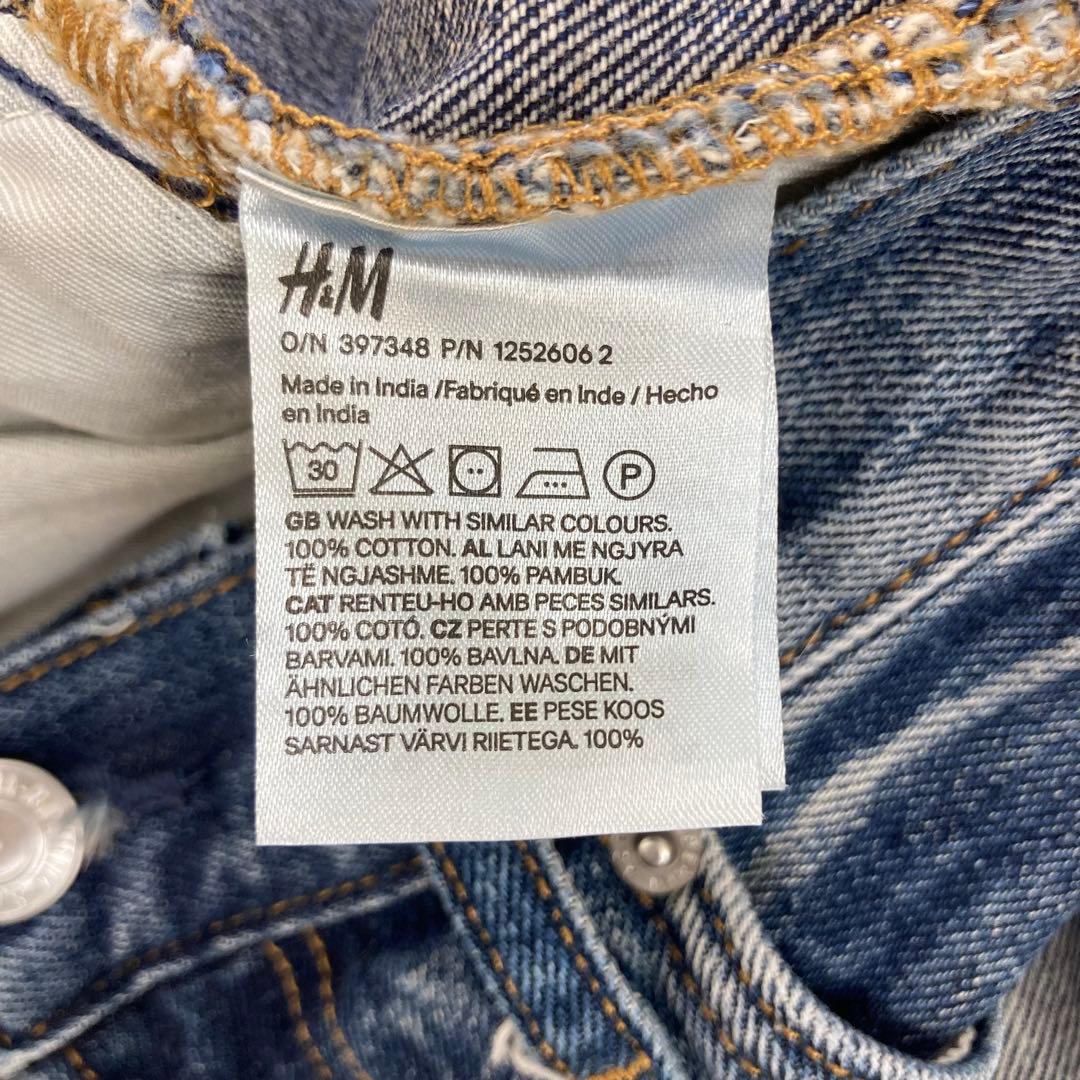 H&M
O/N 397348 P/N 1252606 2
Made in India /Fabriqué en Inde / Hecho
en India
30 P
GB WASH WITH SIMILAR COLOURS.
100% COTTON. AL LANI ME NGJYRA
TË NGJASHME. 100% PAMBUK.
CAT RENTEU-HO AMB PECES SIMILARS.
100% COTÓ. CZ PERTE S PODOBNÝMI
BARVAMI. 100% BAVLNA. DE MIT
ÄHNLICHEN FARBEN WASCHEN.
100% BAUMWOLLE. EE PESE KOOS
SARNAST VÄRVI RIIETEGA. 100%